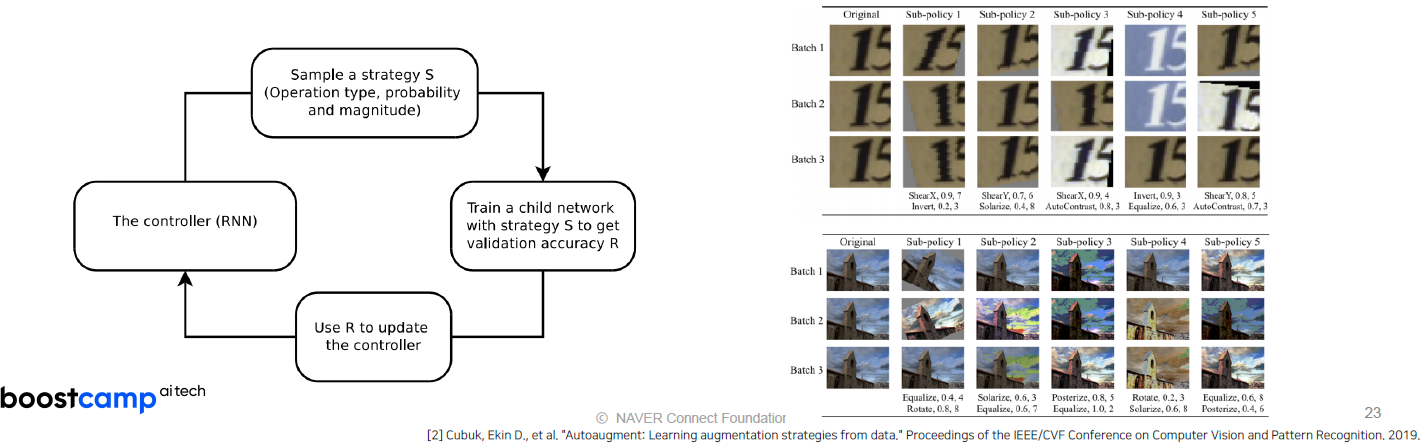 Sample a strategy S
(Operation type, probability
and magnitude)
The controller (RNN)
Train a child network
with strategy S to get
validation accuracy R
Use R to update
the controller
Original Sub-policy 1 Sub-policy 2 Sub-policy 3 Sub-policy 4 Sub-policy 5
Batch 1
Batch 2
Batch 3
ShearX, 0.9, 7 ShearY, 0.7, 6 ShearX, 0.9, 4 Invert, 0.9, 3 ShearY, 0.8, 5
Invert, 0.2, 3 Solarize, 0.4, 8 AutoContrast, 0.8, 3 Equalize, 0.6, 3 AutoContrast, 0.7, 3
Original Sub-policy 1 Sub-policy 2 Sub-policy 3 Sub-policy 4 Sub-policy 5
Batch 1
Batch 2
Batch 3
Equalize, 0.4, 4 Solarize, 0.6, 3 Posterize, 0.8, 5 Rotate, 0.2, 3 Equalize, 0.6, 8
Rotate, 0.8, 8 Equalize, 0.6, 7 Equalize, 1.0, 2 Solarize, 0.6, 8 Posterize, 0.4, 6
boostcamp ai tech
© NAVER Connect Foundation
23
[2] Cubuk, Ekin D., et al. "Autoaugment: Learning augmentation strategies from data." Proceedings of the IEEE/CVF Conference on Computer Vision and Pattern Recognition. 2019.